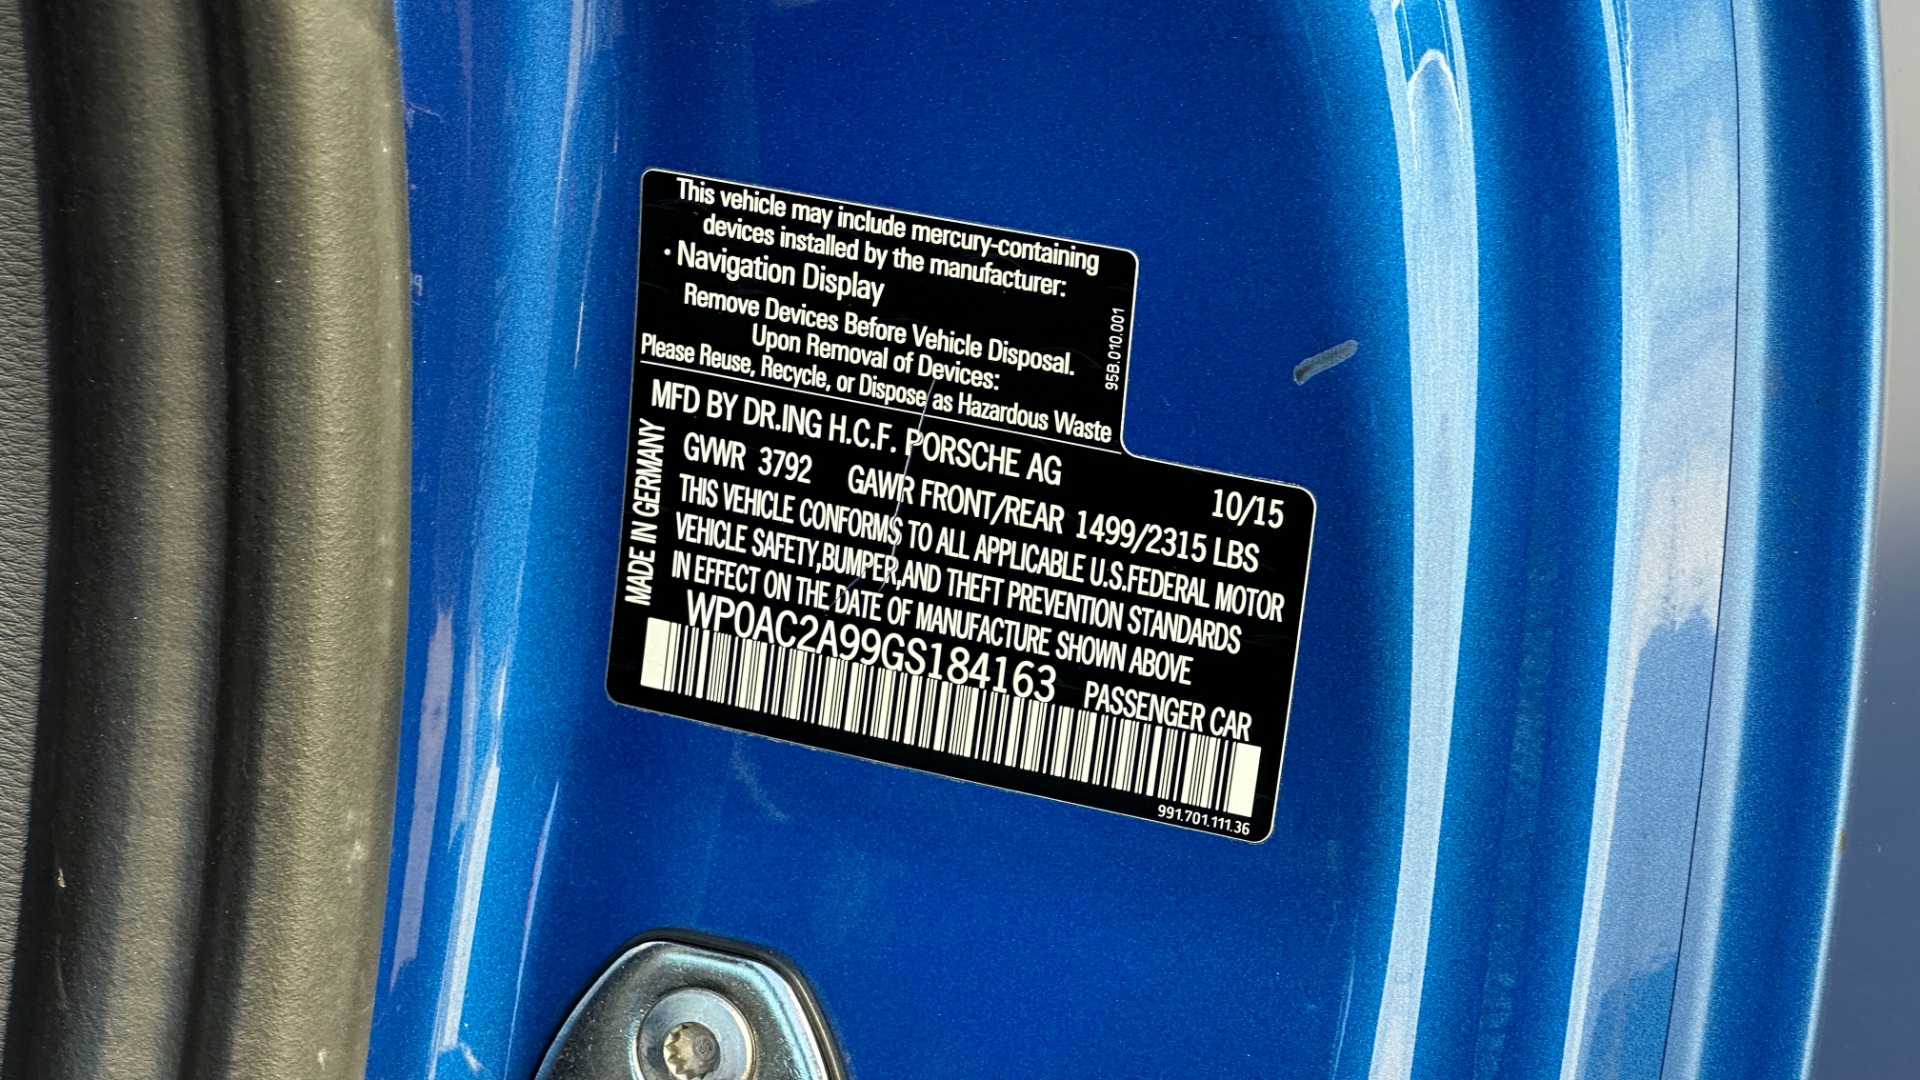 This vehicle may include mercury-containing
devices installed by the manufacturer:
• Navigation Display
Remove Devices Before Vehicle Disposal.
Upon Removal of Devices:
Please Reuse, Recycle, or Dispose as Hazardous Waste
95B.010.001
MFD BY DR.ING H.C.F. PORSCHE AG
10/15
GVWR 3792 GAWR FRONT/REAR 1499/2315 LBS
THIS VEHICLE CONFORMS TO ALL APPLICABLE U.S.FEDERAL MOTOR
VEHICLE SAFETY,BUMPER,AND THEFT PREVENTION STANDARDS
IN EFFECT ON THE DATE OF MANUFACTURE SHOWN ABOVE
WP0AC2A99GS184163 PASSENGER CAR
MADE IN GERMANY
991.701.111.36